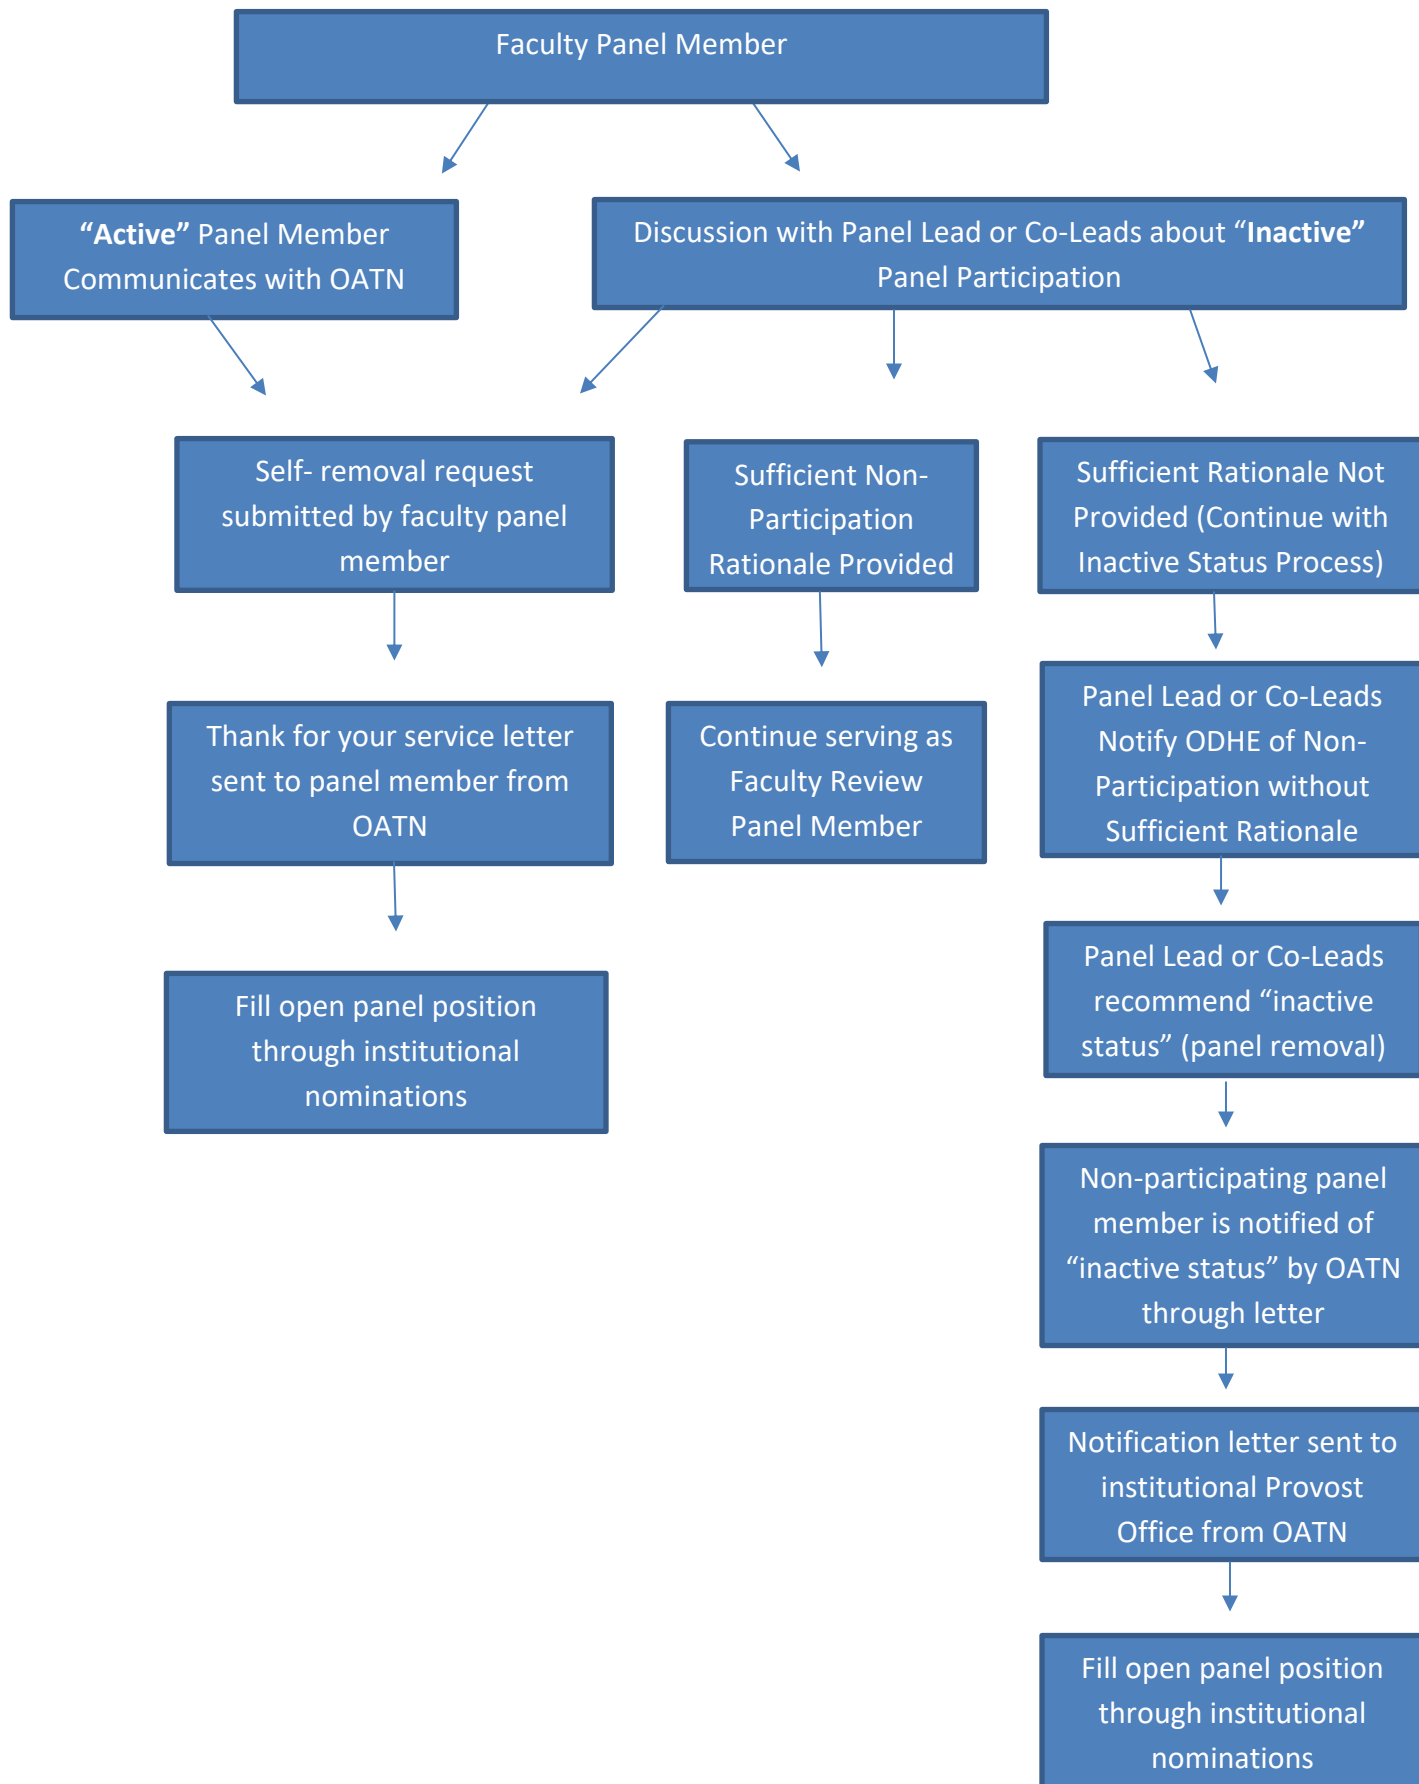 Faculty Panel Member
“Active” Panel Member
Communicates with OATN
Discussion with Panel Lead or Co-Leads about “Inactive”
Panel Participation
Self- removal request
submitted by faculty panel
member
Sufficient Non-
Participation
Rationale Provided
Sufficient Rationale Not
Provided (Continue with
Inactive Status Process)
Thank for your service letter
sent to panel member from
OATN
Continue serving as
Faculty Review
Panel Member
Panel Lead or Co-Leads
Notify ODHE of Non-
Participation without
Sufficient Rationale
Fill open panel position
through institutional
nominations
Panel Lead or Co-Leads
recommend “inactive
status” (panel removal)
Non-participating panel
member is notified of
“inactive status” by OATN
through letter
Notification letter sent to
institutional Provost
Office from OATN
Fill open panel position
through institutional
nominations